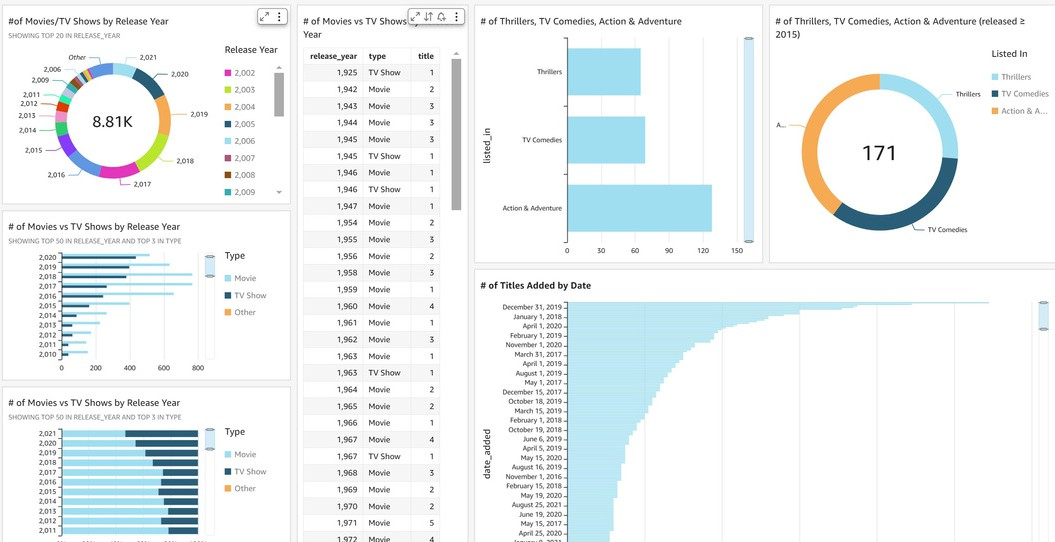 #of Movies/TV Shows by Release Year
SHOWING TOP 20 IN RELEASE_YEAR
Other
2,021
2,020
2,019
2,018
2,017
2,016
2,015
2,014
2,013
2,012
2,011
2,009
2,006
8.81K
Release Year
2,002
2,003
2,004
2,005
2,006
2,007
2,008
2,009
# of Movies vs TV Shows by Release Year
SHOWING TOP 50 IN RELEASE_YEAR AND TOP 3 IN TYPE
2,020
2,019
2,018
2,017
2,016
2,015
2,014
2,013
2,012
2,011
2,010
0 200 400 600 800
Type
Movie
TV Show
Other
# of Movies vs TV Shows by Release Year
SHOWING TOP 50 IN RELEASE_YEAR AND TOP 3 IN TYPE
2,021
2,020
2,019
2,018
2,017
2,016
2,015
2,014
2,013
2,012
2,011
Type
Movie
TV Show
Other
# of Movies vs TV Shows
Year
release_year type title
1,925 TV Show 1
1,942 Movie 2
1,943 Movie 3
1,944 Movie 3
1,945 Movie 3
1,945 TV Show 1
1,946 Movie 1
1,946 TV Show 1
1,947 Movie 1
1,954 Movie 2
1,955 Movie 3
1,956 Movie 2
1,958 Movie 3
1,959 Movie 1
1,960 Movie 4
1,961 Movie 1
1,962 Movie 3
1,963 Movie 1
1,963 TV Show 1
1,964 Movie 2
1,965 Movie 2
1,966 Movie 1
1,967 Movie 4
1,967 TV Show 1
1,968 Movie 3
1,969 Movie 2
1,970 Movie 2
1,971 Movie 5
1,972 Movie 4
# of Thrillers, TV Comedies, Action & Adventure
listed_in
Thrillers
TV Comedies
Action & Adventure
0 30 60 90 120 150
# of Thrillers, TV Comedies, Action & Adventure (released ≥
2015)
Thrillers
A...
171
TV Comedies
Listed In
Thrillers
TV Comedies
Action & A...
# of Titles Added by Date
date_added
December 31, 2019
January 1, 2018
April 1, 2020
February 1, 2019
November 1, 2020
March 31, 2017
April 1, 2019
August 1, 2019
May 1, 2017
December 15, 2017
October 18, 2019
March 15, 2019
February 1, 2018
October 19, 2018
June 6, 2019
April 5, 2019
May 15, 2020
August 16, 2019
November 1, 2016
February 15, 2018
May 19, 2020
August 25, 2021
June 19, 2020
May 15, 2017
April 25, 2020